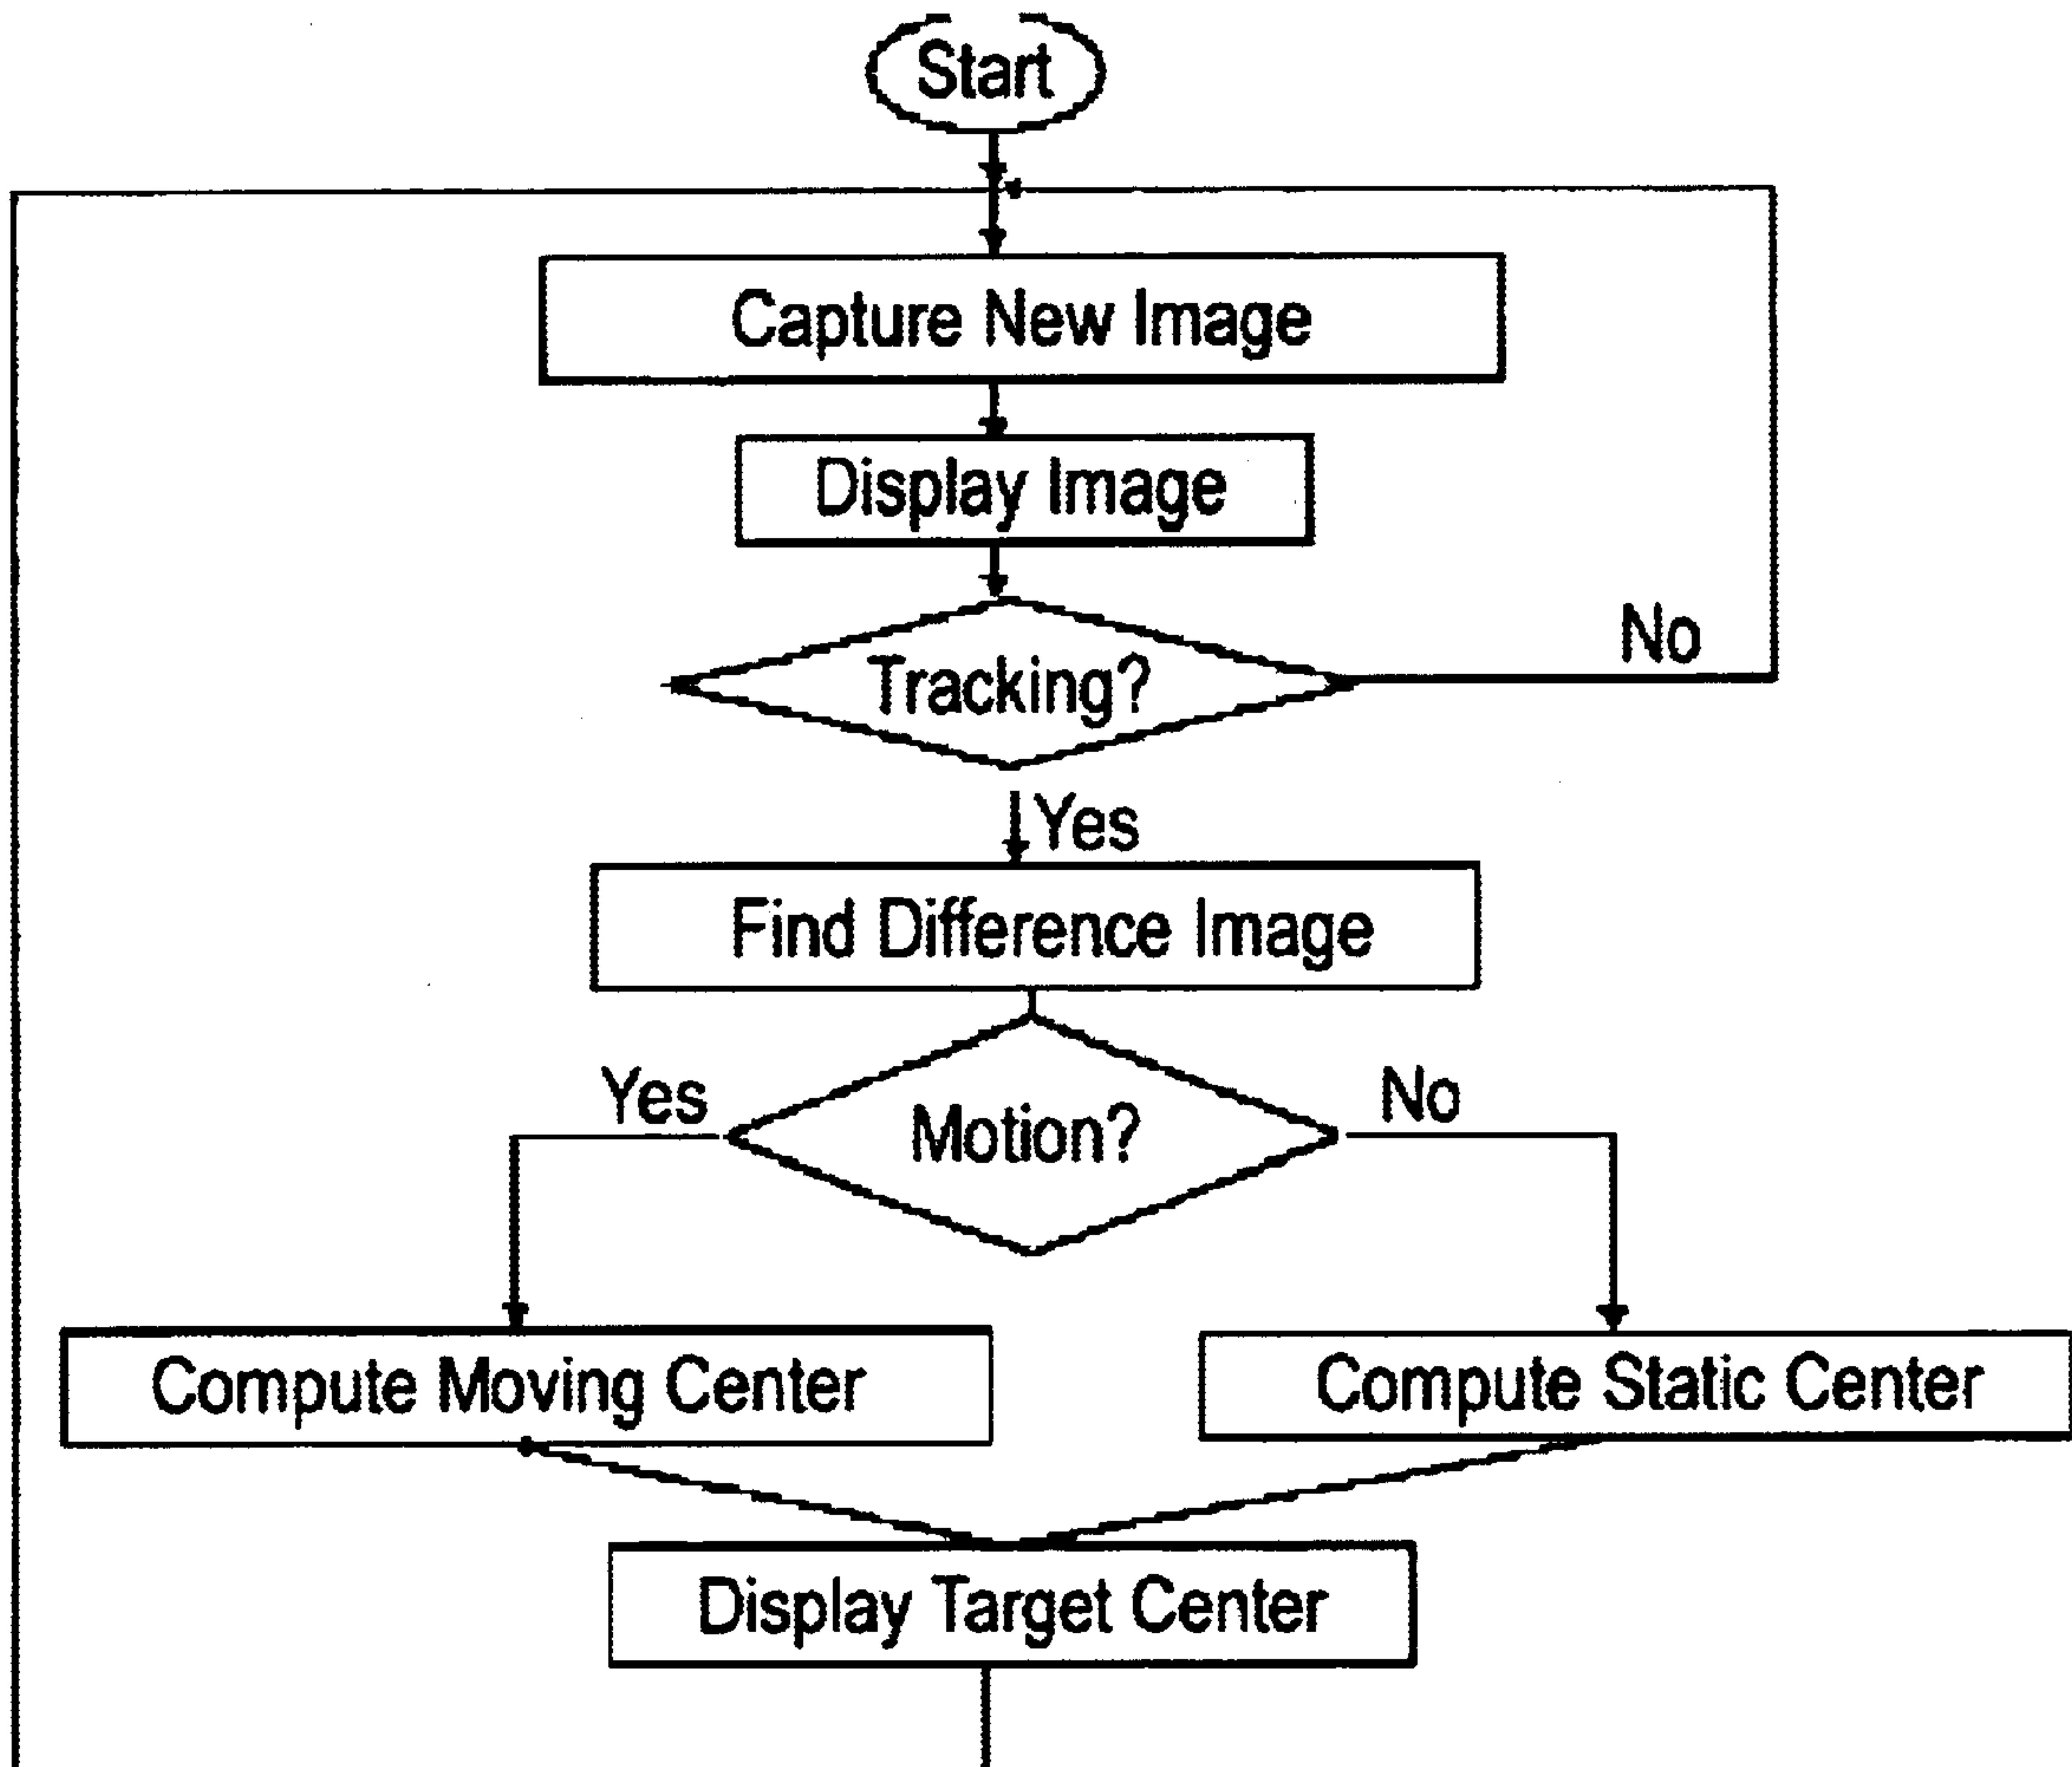 Start
Capture New Image
Display Image
Tracking?
No
Yes
Find Difference Image
Yes
Motion?
No
Compute Moving Center
Compute Static Center
Display Target Center